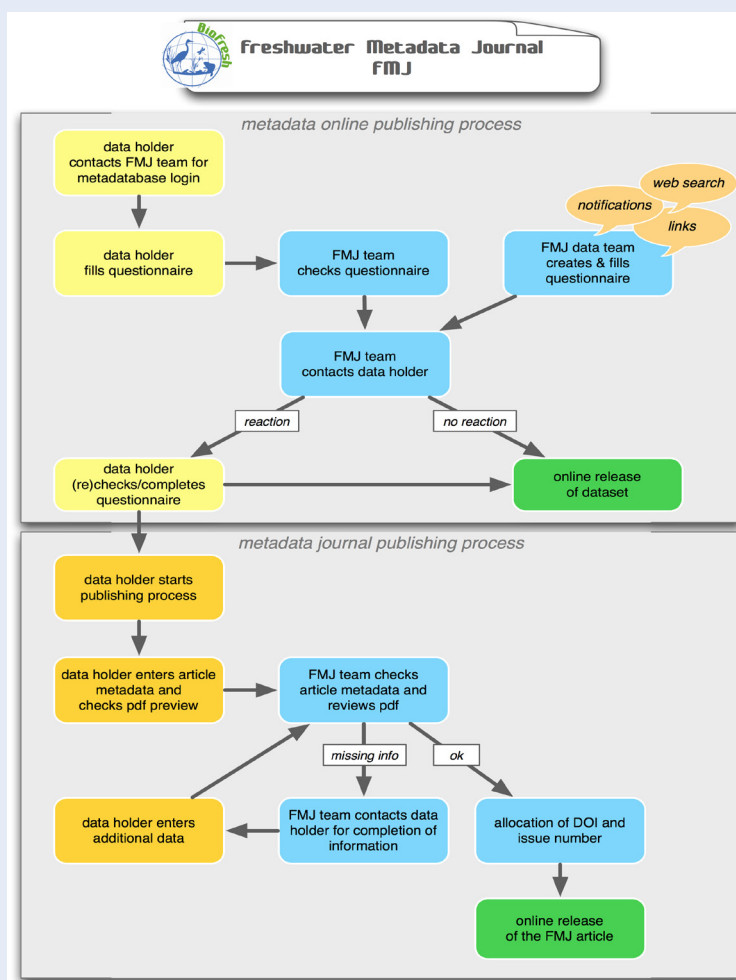 BioFresh
freshwater Metadata Journal
FMJ
metadata online publishing process
data holder
contacts FMJ team for
metadatabase login
web search
notifications
links
data holder
fills questionnaire
FMJ team
checks questionnaire
FMJ data team
creates & fills
questionnaire
FMJ team
contacts data holder
reaction
no reaction
data holder
(re)checks/completes
questionnaire
online release
of dataset
metadata journal publishing process
data holder starts
publishing process
data holder enters article
metadata and
checks pdf preview
FMJ team checks
article metadata and
reviews pdf
missing info
ok
data holder enters
additional data
FMJ team contacts data
holder for completion of
information
allocation of DOI and
issue number
online release
of the FMJ article